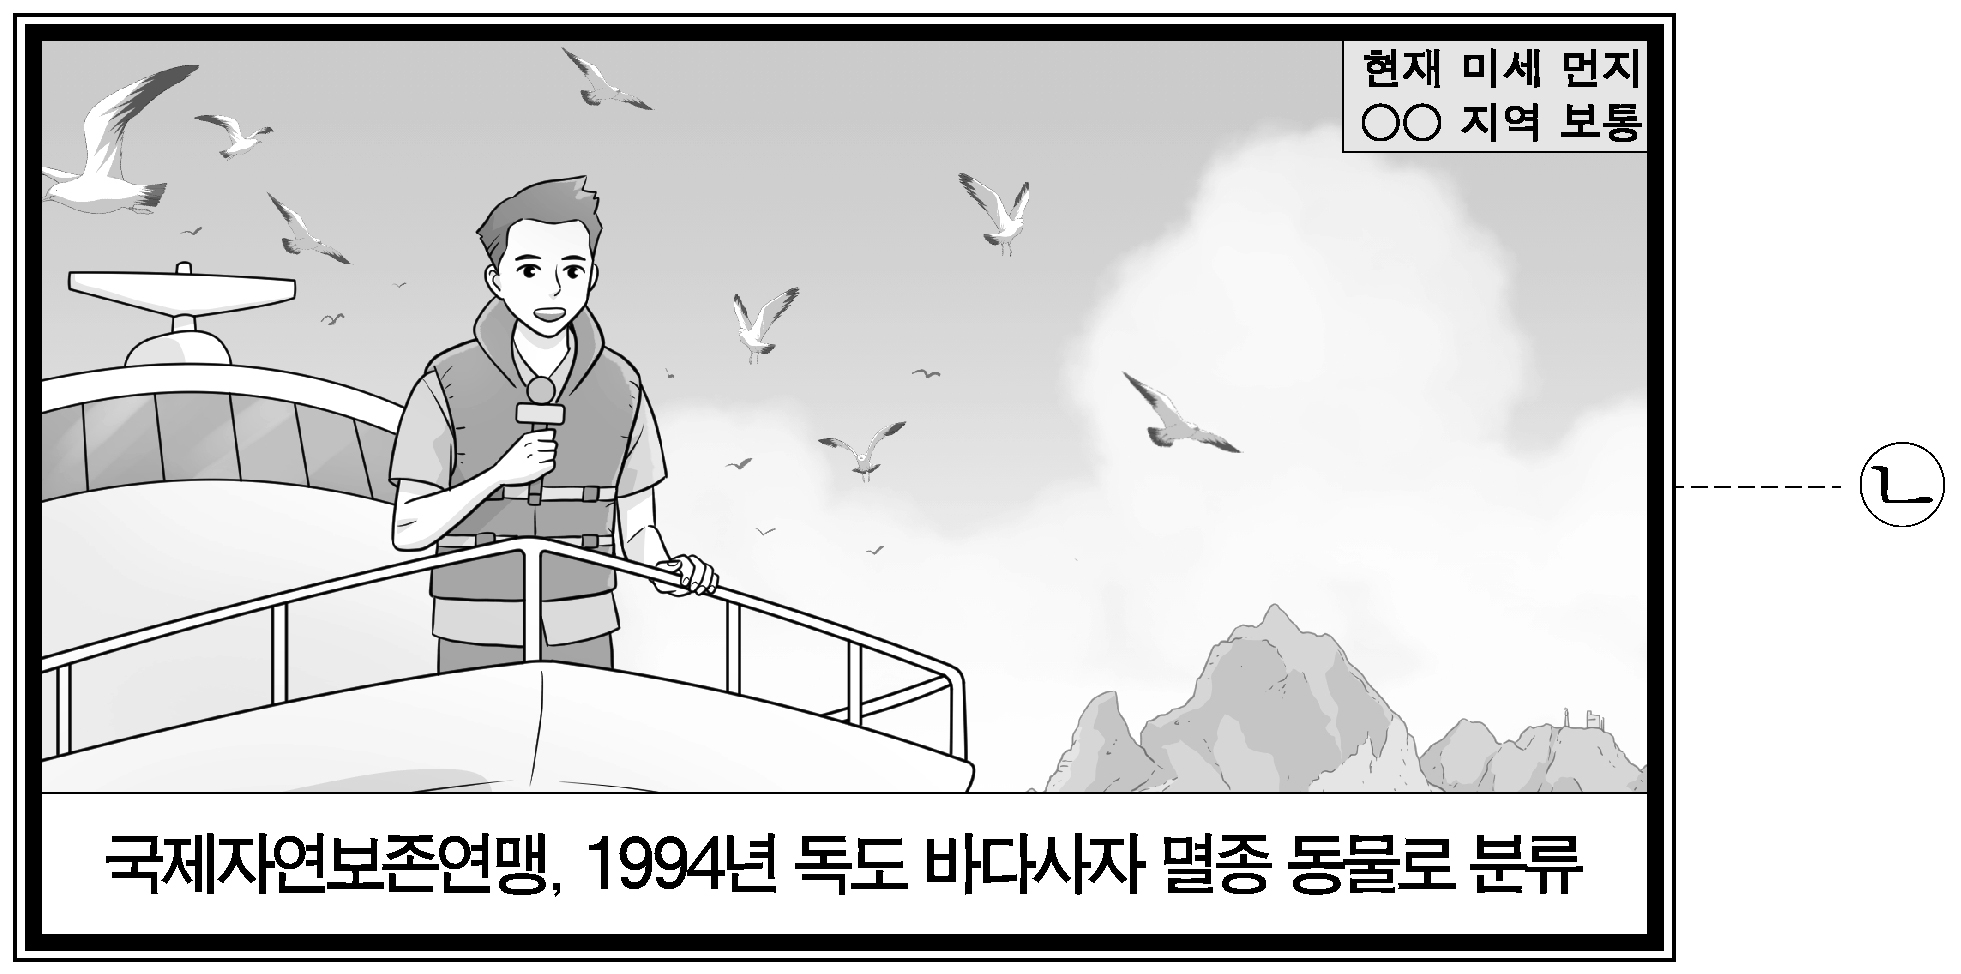 현재 미세 먼지
○○ 지역 보통
㉡
국제자연보존연맹, 1994년 독도 바다사자 멸종 동물로 분류